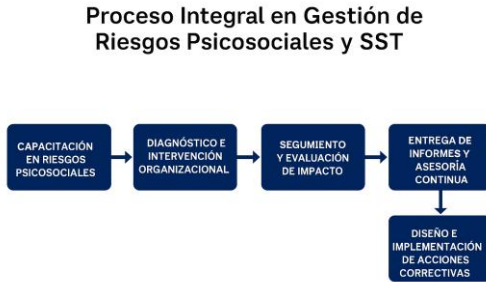 Proceso Integral en Gestión de
Riesgos Psicosociales y SST
CAPACITACIÓN
EN RIESGOS
PSICOSOCIALES
DIAGNÓSTICO E
INTERVENCIÓN
ORGANIZACIONAL
SEGUMIENTO
Y EVALUACIÓN
DE IMPACTO
ENTREGA DE
INFORMES Y
ASESORÍA
CONTINUA
DISEÑO E
IMPLEMENTACIÓN
DE ACCIONES
CORRECTIVAS